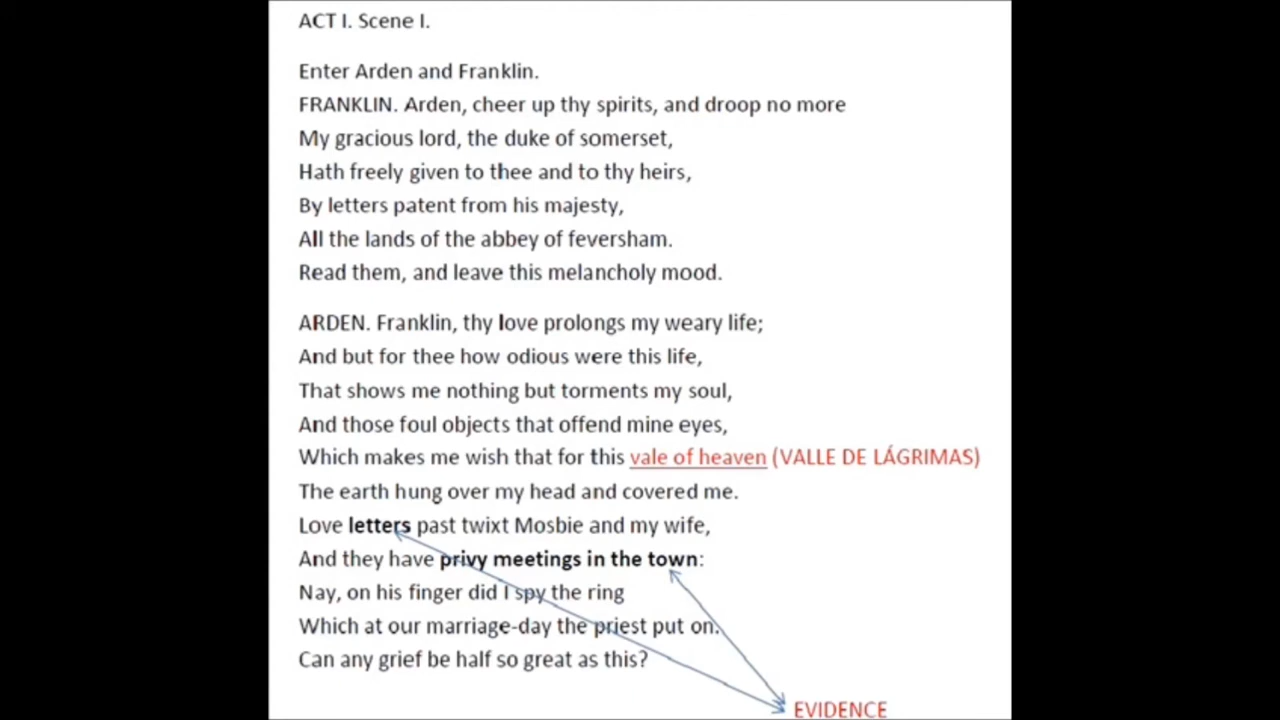 ACT I. Scene I.
Enter Arden and Franklin.
FRANKLIN. Arden, cheer up thy spirits, and droop no more
My gracious lord, the duke of somerset,
Hath freely given to thee and to thy heirs,
By letters patent from his majesty,
All the lands of the abbey of feversham.
Read them, and leave this melancholy mood.
ARDEN. Franklin, thy love prolongs my weary life;
And but for thee how odious were this life,
That shows me nothing but torments my soul,
And those foul objects that offend mine eyes,
Which makes me wish that for this vale of heaven (VALLE DE LÁGRIMAS)
The earth hung over my head and covered me.
Love letters past twixt Mosbie and my wife,
And they have privy meetings in the town:
Nay, on his finger did I spy the ring
Which at our marriage-day the priest put on.
Can any grief be half so great as this?
EVIDENCE